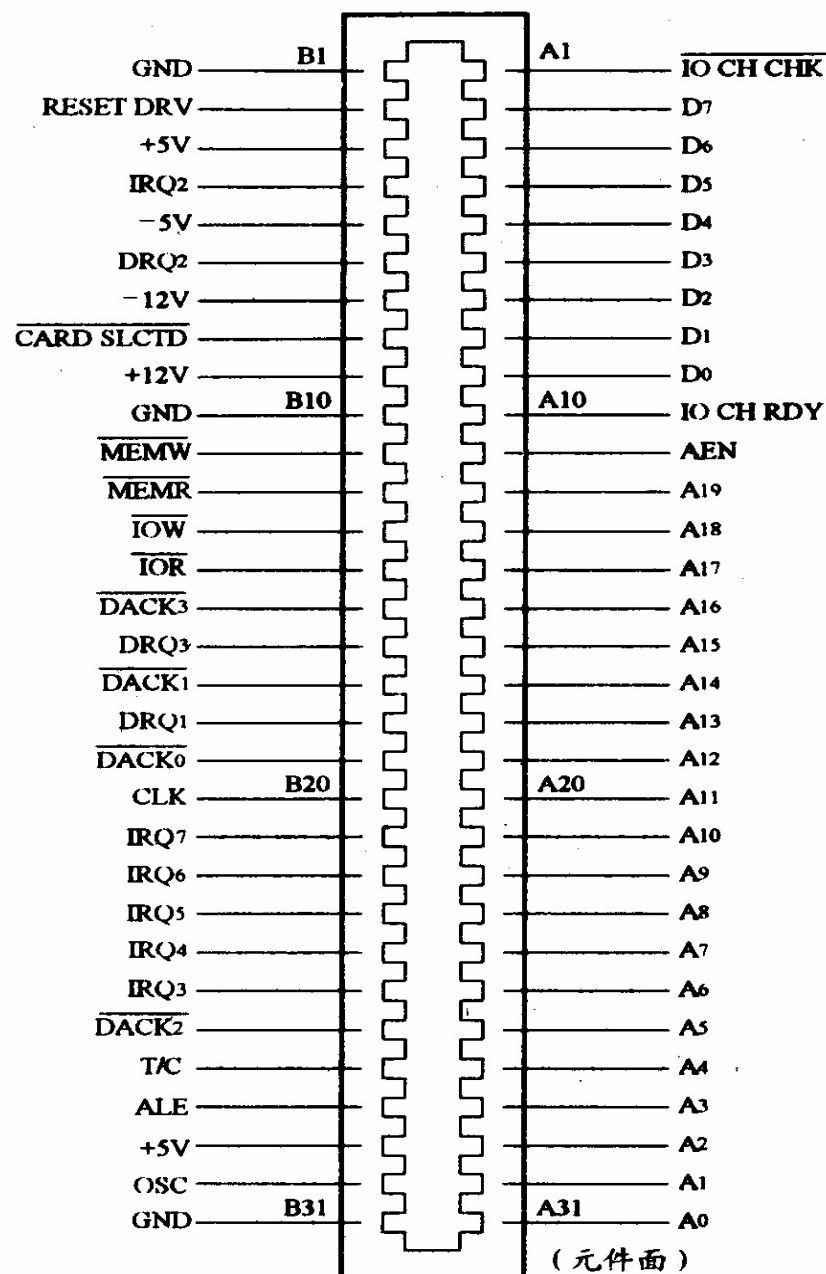 GND B1 A1 IO CH CHK
RESET DRV D7
+5V D6
IRQ2 D5
-5V D4
DRQ2 D3
-12V D2
CARD SLCTD D1
+12V D0
GND B10 A10 IO CH RDY
MEMW AEN
MEMR A19
IOW A18
IOR A17
DACK3 A16
DRQ3 A15
DACK1 A14
DRQ1 A13
DACK0 A12
CLK B20 A20 A11
IRQ7 A10
IRQ6 A9
IRQ5 A8
IRQ4 A7
IRQ3 A6
DACK2 A5
T/C A4
ALE A3
+5V A2
OSC A1
GND B31 A31 A0
(元件面)